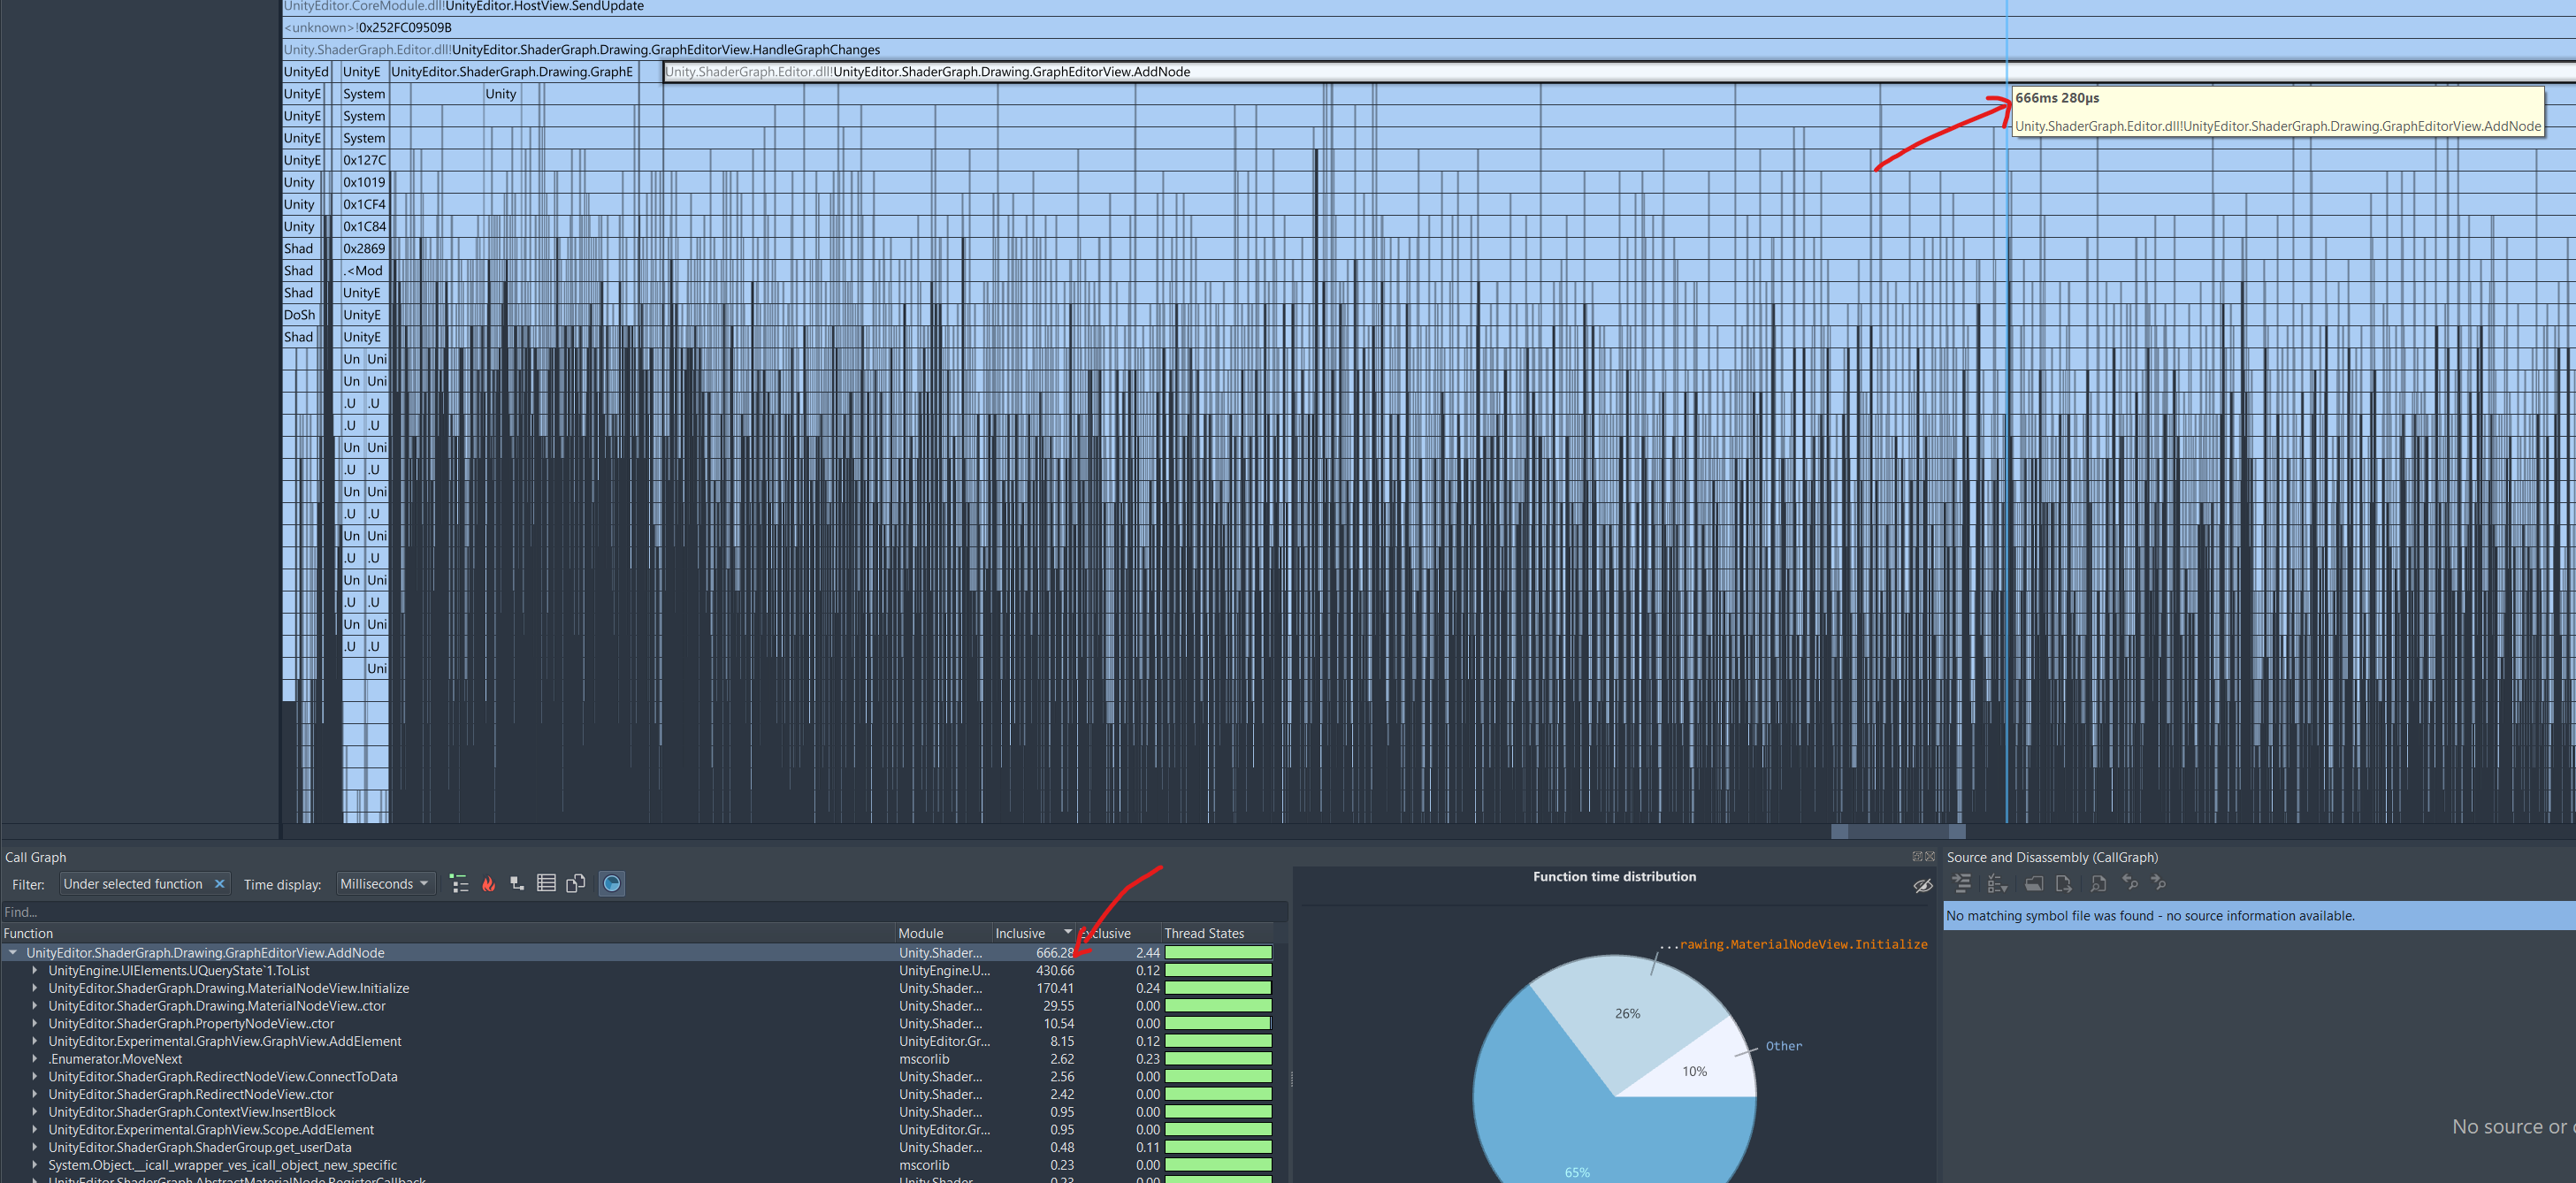 UnityEditor.CoreModule.dll!UnityEditor.HostView.SendUpdate
<unknown>!0x252FC09509B
Unity.ShaderGraph.Editor.dll!UnityEditor.ShaderGraph.Drawing.GraphEditorView.HandleGraphChanges
UnityEd UnityE UnityEditor.ShaderGraph.Drawing.GraphE Unity.ShaderGraph.Editor.dll!UnityEditor.ShaderGraph.Drawing.GraphEditorView.AddNode
UnityE System Unity
666ms 280µs
UnityE System
Unity.ShaderGraph.Editor.dll!UnityEditor.ShaderGraph.Drawing.GraphEditorView.AddNode
UnityE System
UnityE 0x127C
Unity 0x1019
Unity 0x1CF4
Unity 0x1C84
Shad 0x2869
Shad .<Mod
Shad UnityE
DoSh UnityE
Shad UnityE
Un Uni
Un Uni
.U .U
.U .U
Un Uni
.U .U
Un Uni
.U .U
Un Uni
.U .U
Un Uni
.U .U
Un Uni
.U .U
Uni
Call Graph
Filter: Under selected function Time display: Milliseconds
Find...
Function Module Inclusive Exclusive Thread States
UnityEditor.ShaderGraph.Drawing.GraphEditorView.AddNode Unity.Shader... 666.28 2.44
UnityEngine.UIElements.UQueryState`1.ToList UnityEngine.U... 430.66 0.12
UnityEditor.ShaderGraph.Drawing.MaterialNodeView.Initialize Unity.Shader... 170.41 0.24
UnityEditor.ShaderGraph.Drawing.MaterialNodeView..ctor Unity.Shader... 29.55 0.00
UnityEditor.ShaderGraph.PropertyNodeView..ctor Unity.Shader... 10.54 0.00
UnityEditor.Experimental.GraphView.GraphView.AddElement UnityEditor.Gr... 8.15 0.12
.Enumerator.MoveNext mscorlib 2.62 0.23
UnityEditor.ShaderGraph.RedirectNodeView.ConnectToData Unity.Shader... 2.56 0.00
UnityEditor.ShaderGraph.RedirectNodeView..ctor Unity.Shader... 2.42 0.00
UnityEditor.ShaderGraph.ContextView.InsertBlock Unity.Shader... 0.95 0.00
UnityEditor.Experimental.GraphView.Scope.AddElement UnityEditor.Gr... 0.95 0.00
UnityEditor.ShaderGraph.ShaderGroup.get_userData Unity.Shader... 0.48 0.11
System.Object.__icall_wrapper_ves_icall_object_new_specific mscorlib 0.23 0.00
UnityEditor.ShaderGraph.AbstractMaterialNode.RegisterCallback Unity.Shader... 0.23 0.00
Function time distribution
...rawing.MaterialNodeView.Initialize
26%
Other
10%
65%
Source and Disassembly (CallGraph)
No matching symbol file was found - no source information available.
No source or